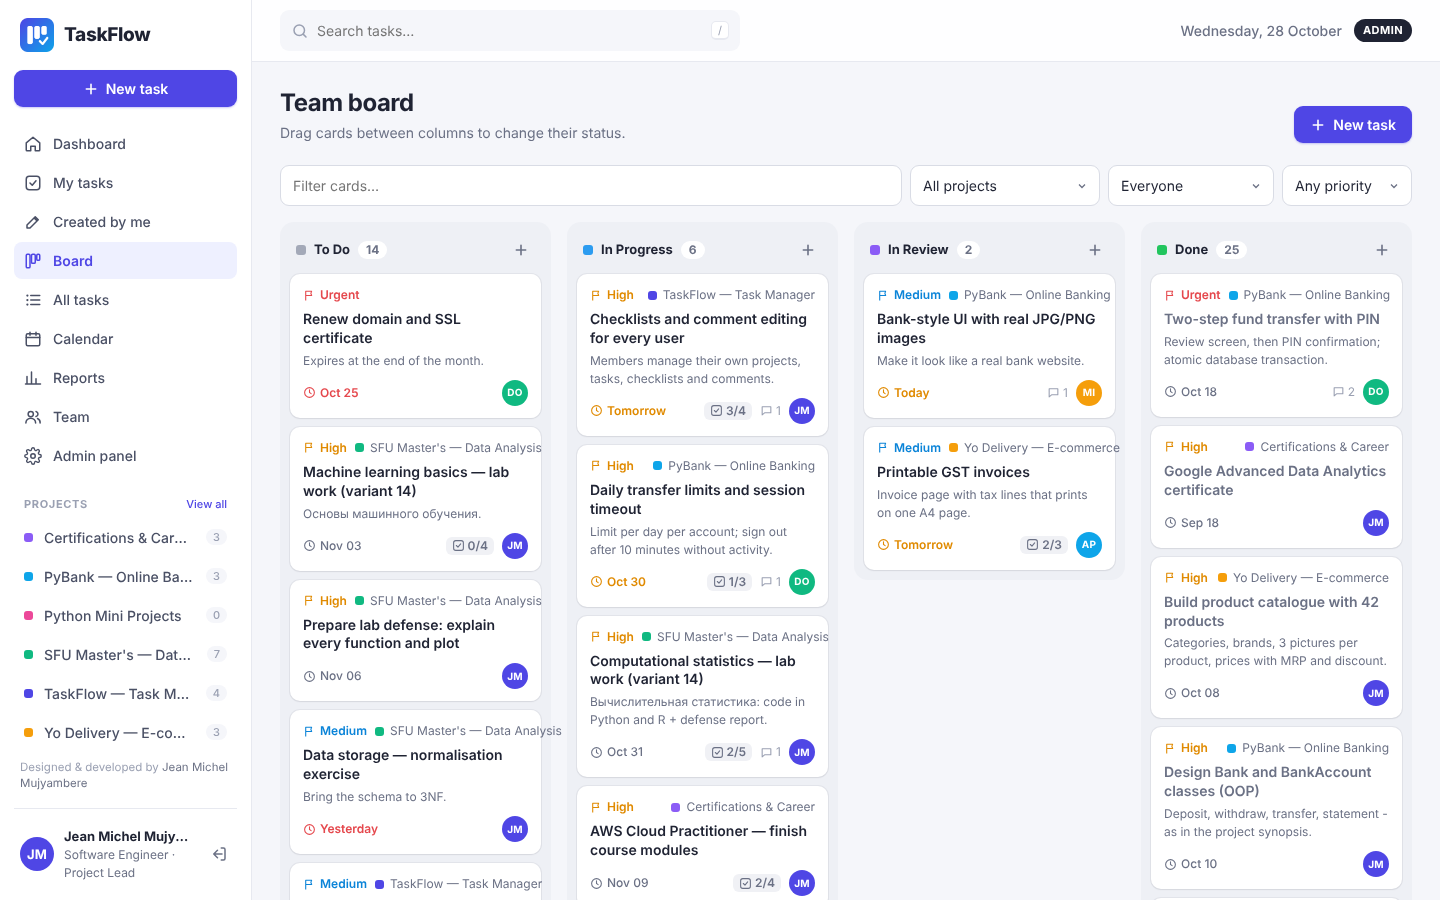 TaskFlow
Search tasks...
/
Wednesday, 28 October
ADMIN
New task
Dashboard
My tasks
Created by me
Board
All tasks
Calendar
Reports
Team
Admin panel
PROJECTS
View all
Certifications & Car...
3
PyBank — Online Ba...
3
Python Mini Projects
0
SFU Master's — Dat...
7
TaskFlow — Task M...
4
Yo Delivery — E-co...
3
Designed & developed by Jean Michel
Mujyambere
JM
Jean Michel Mujy...
Software Engineer ·
Project Lead
Team board
Drag cards between columns to change their status.
New task
Filter cards...
All projects
Everyone
Any priority
To Do
14
Urgent
Renew domain and SSL
certificate
Expires at the end of the month.
Oct 25
DO
High
SFU Master's — Data Analysis
Machine learning basics — lab
work (variant 14)
Основы машинного обучения.
Nov 03
0/4
JM
High
SFU Master's — Data Analysis
Prepare lab defense: explain
every function and plot
Nov 06
JM
Medium
SFU Master's — Data Analysis
Data storage — normalisation
exercise
Bring the schema to 3NF.
Yesterday
JM
Medium
TaskFlow — Task Manager
In Progress
6
High
TaskFlow — Task Manager
Checklists and comment editing
for every user
Members manage their own projects,
tasks, checklists and comments.
Tomorrow
3/4
1
JM
High
PyBank — Online Banking
Daily transfer limits and session
timeout
Limit per day per account; sign out
after 10 minutes without activity.
Oct 30
1/3
1
DO
High
SFU Master's — Data Analysis
Computational statistics — lab
work (variant 14)
Вычислительная статистика: code in
Python and R + defense report.
Oct 31
2/5
1
JM
High
Certifications & Career
AWS Cloud Practitioner — finish
course modules
Nov 09
2/4
JM
In Review
2
Medium
PyBank — Online Banking
Bank-style UI with real JPG/PNG
images
Make it look like a real bank website.
Today
1
MI
Medium
Yo Delivery — E-commerce
Printable GST invoices
Invoice page with tax lines that prints
on one A4 page.
Tomorrow
2/3
AP
Done
25
Urgent
PyBank — Online Banking
Two-step fund transfer with PIN
Review screen, then PIN confirmation;
atomic database transaction.
Oct 18
2
DO
High
Certifications & Career
Google Advanced Data Analytics
certificate
Sep 18
JM
High
Yo Delivery — E-commerce
Build product catalogue with 42
products
Categories, brands, 3 pictures per
product, prices with MRP and discount.
Oct 08
JM
High
PyBank — Online Banking
Design Bank and BankAccount
classes (OOP)
Deposit, withdraw, transfer, statement -
as in the project synopsis.
Oct 10
JM